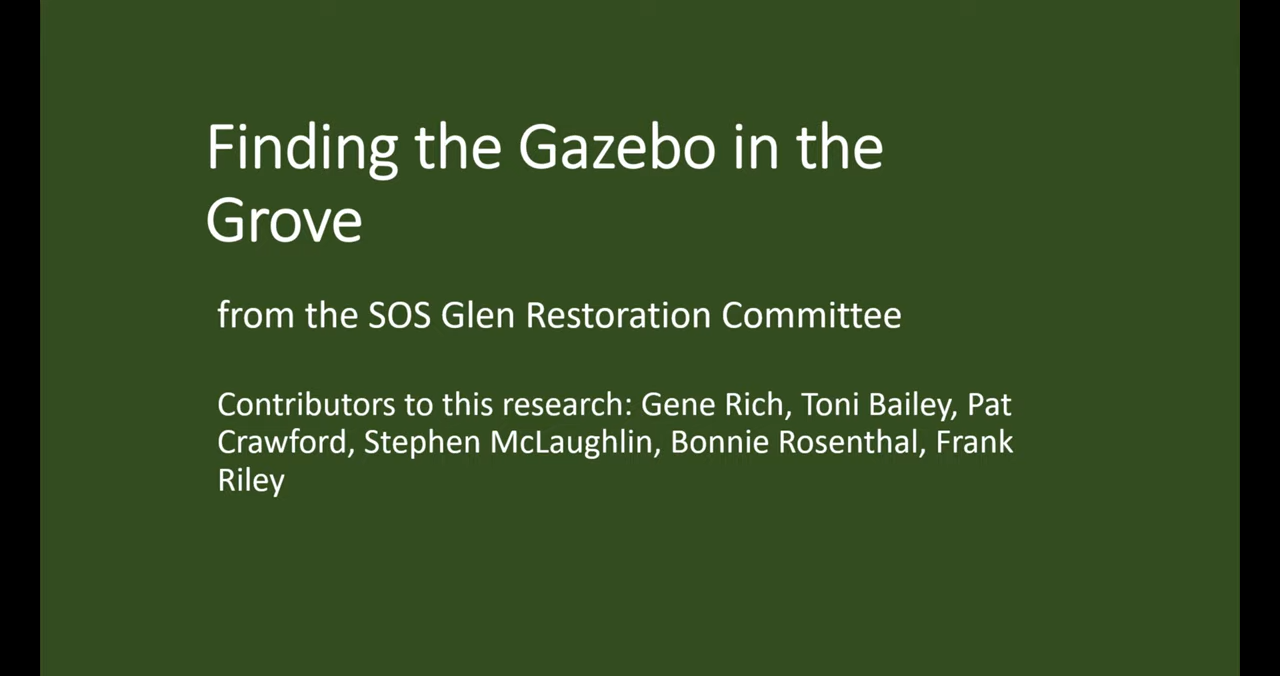 Finding the Gazebo in the
Grove
from the SOS Glen Restoration Committee
Contributors to this research: Gene Rich, Toni Bailey, Pat
Crawford, Stephen McLaughlin, Bonnie Rosenthal, Frank
Riley